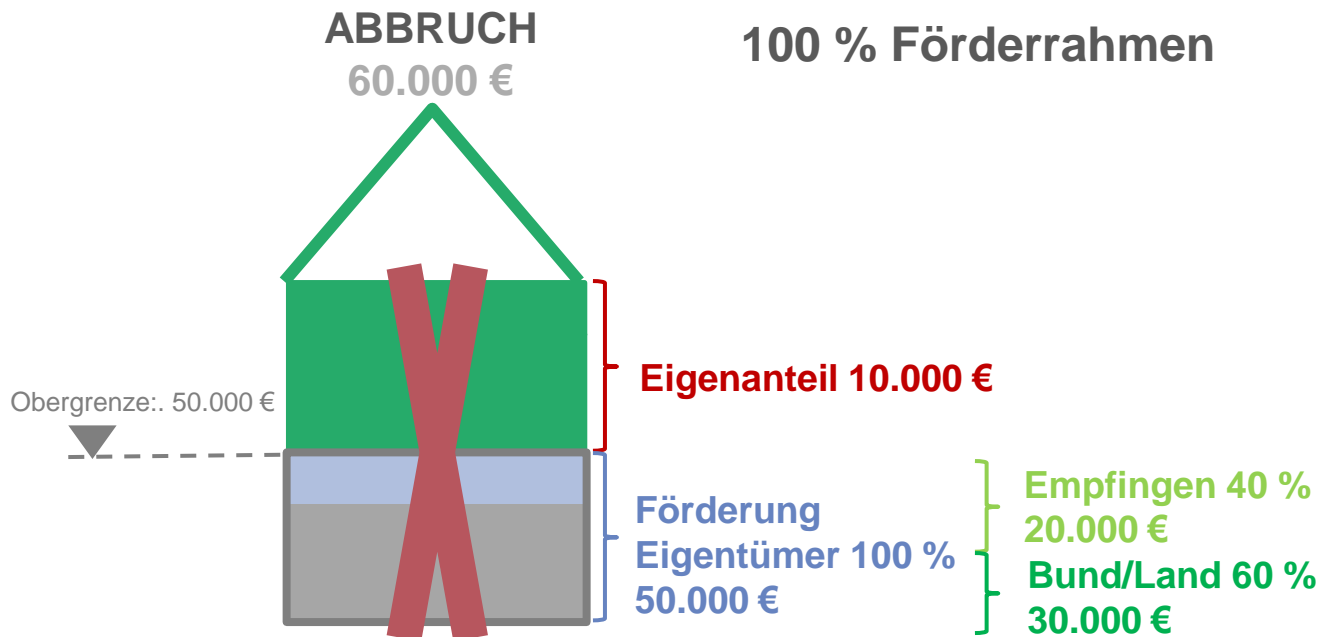 ABBRUCH
60.000 €
100 % Förderrahmen
Eigenanteil 10.000 €
Obergrenze:. 50.000 €
Förderung
Eigentümer 100 %
50.000 €
Empfingen 40 %
20.000 €
Bund/Land 60 %
30.000 €